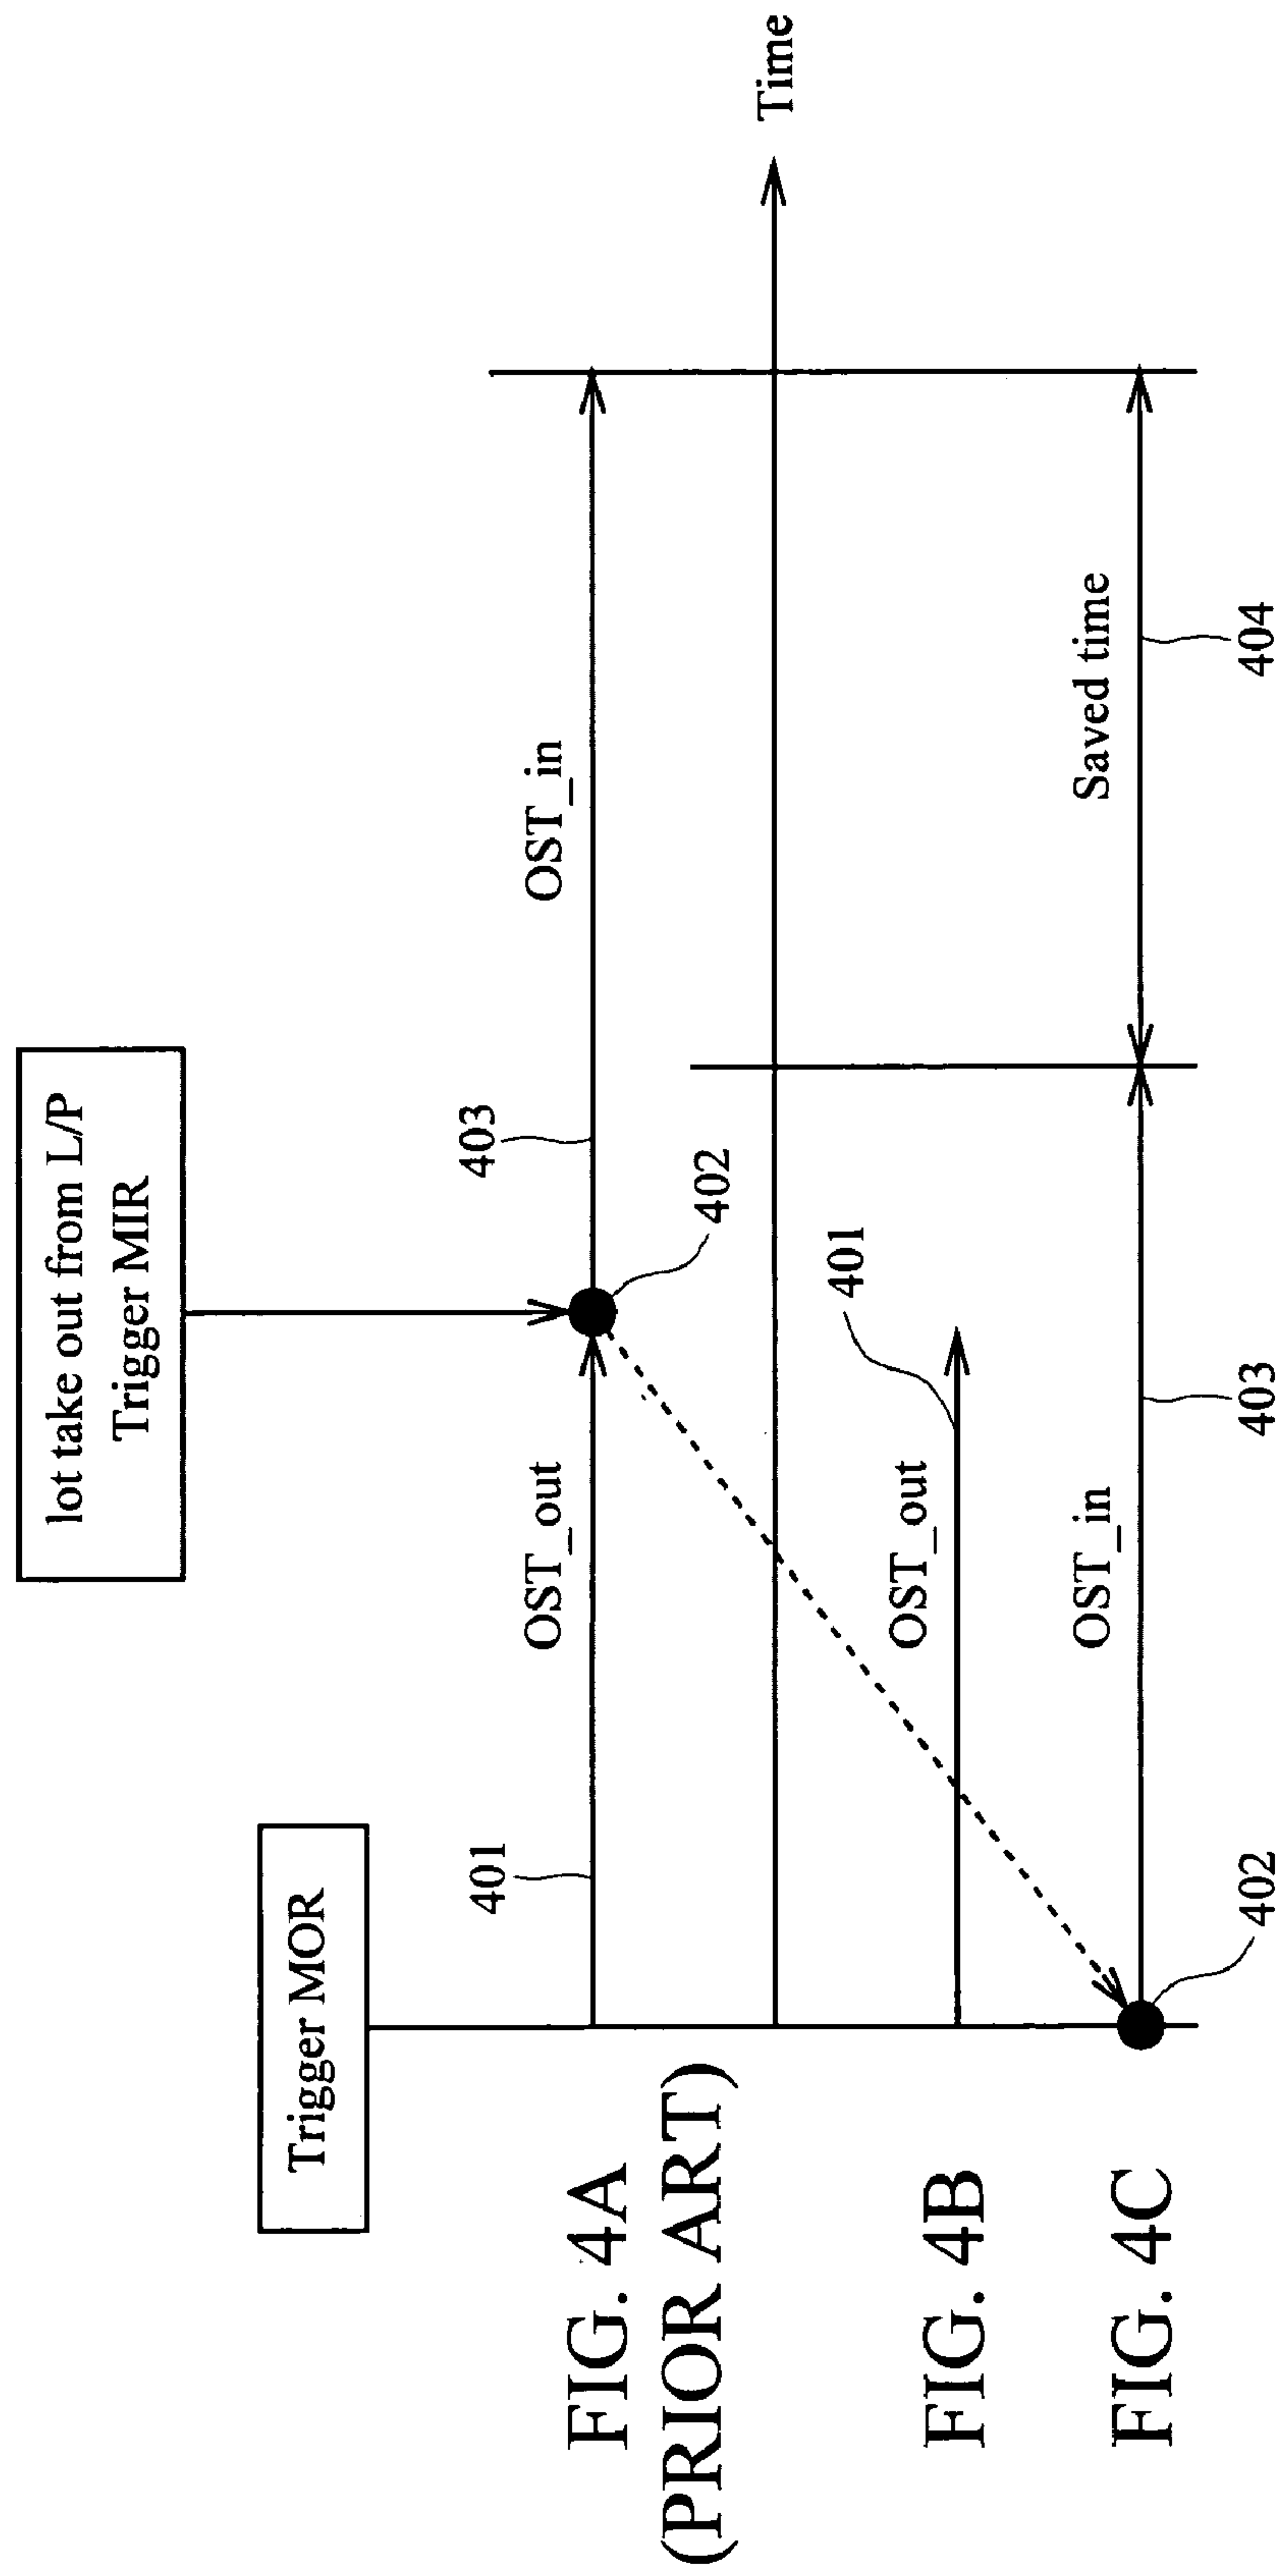 lot take out from L/P
Trigger MIR
Trigger MOR
401
403
OST_out
OST_in
402
FIG. 4A
(PRIOR ART)
Time
401
FIG. 4B
OST_out
FIG. 4C
OST_in
Saved time
402
403
404